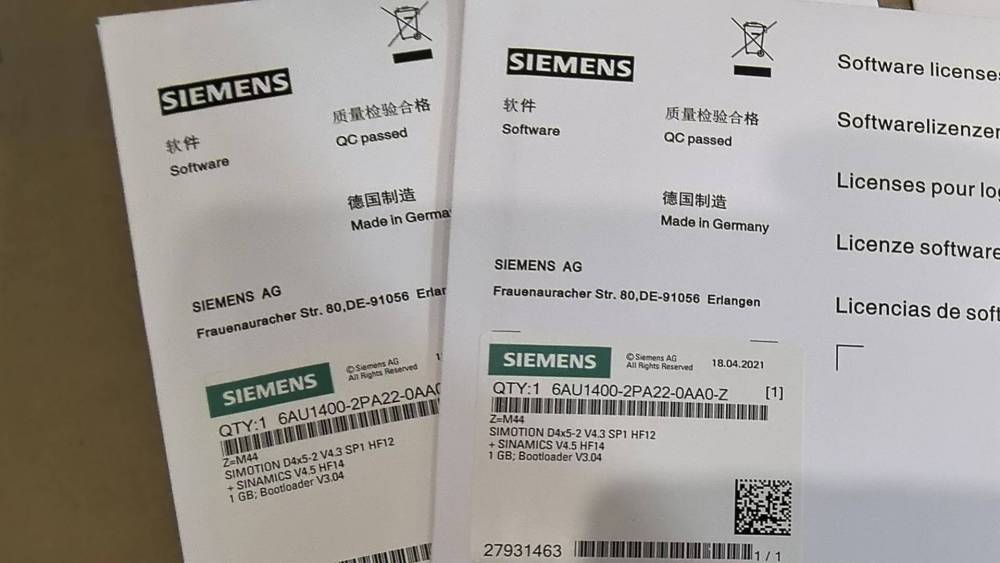 SIEMENS
软件
Software
质量检验合格
QC passed
德国制造
Made in Germa
SIEMENS AG
Frauenauracher Str. 80,DE-91056 Erlan
SIEMENS
©Siemens AG
All Rights Reserved
QTY:1 6AU1400-2PA22-0AA0
Z=M44
SIMOTION D4x5-2 V4.3 SP1 HF12
+ SINAMICS V4.5 HF14
1 GB; Bootloader V3.04
SIEMENS
软件
Software
质量检验合格
QC passed
德国制造
Made in Germany
SIEMENS AG
Frauenauracher Str. 80,DE-91056 Erlangen
SIEMENS
©Siemens AG
All Rights Reserved
18.04.2021
QTY:1 6AU1400-2PA22-0AA0-Z [1]
Z=M44
SIMOTION D4x5-2 V4.3 SP1 HF12
+ SINAMICS V4.5 HF14
1 GB; Bootloader V3.04
27931463
1 / 1
Software licenses
Softwarelizenzen
Licenses pour log
Licenze software
Licencias de soft